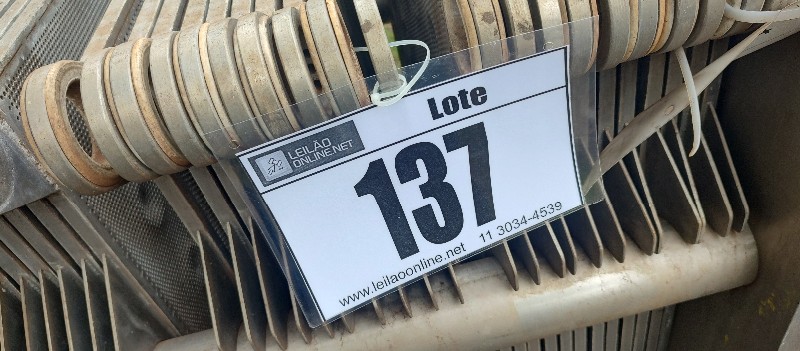 Lote
LEILÃO
ONLINE.NET
137
www.leilaoonline.net 11 3034-4539